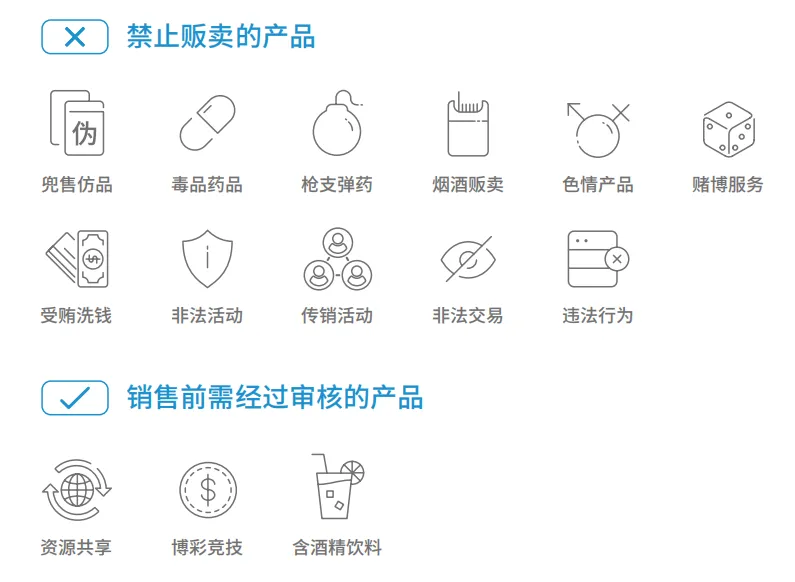 禁止贩卖的产品
伪
兜售仿品 毒品药品 枪支弹药 烟酒贩卖 色情产品 赌博服务
受贿洗钱 非法活动 传销活动 非法交易 违法行为
销售前需经过审核的产品
资源共享 博彩竞技 含酒精饮料